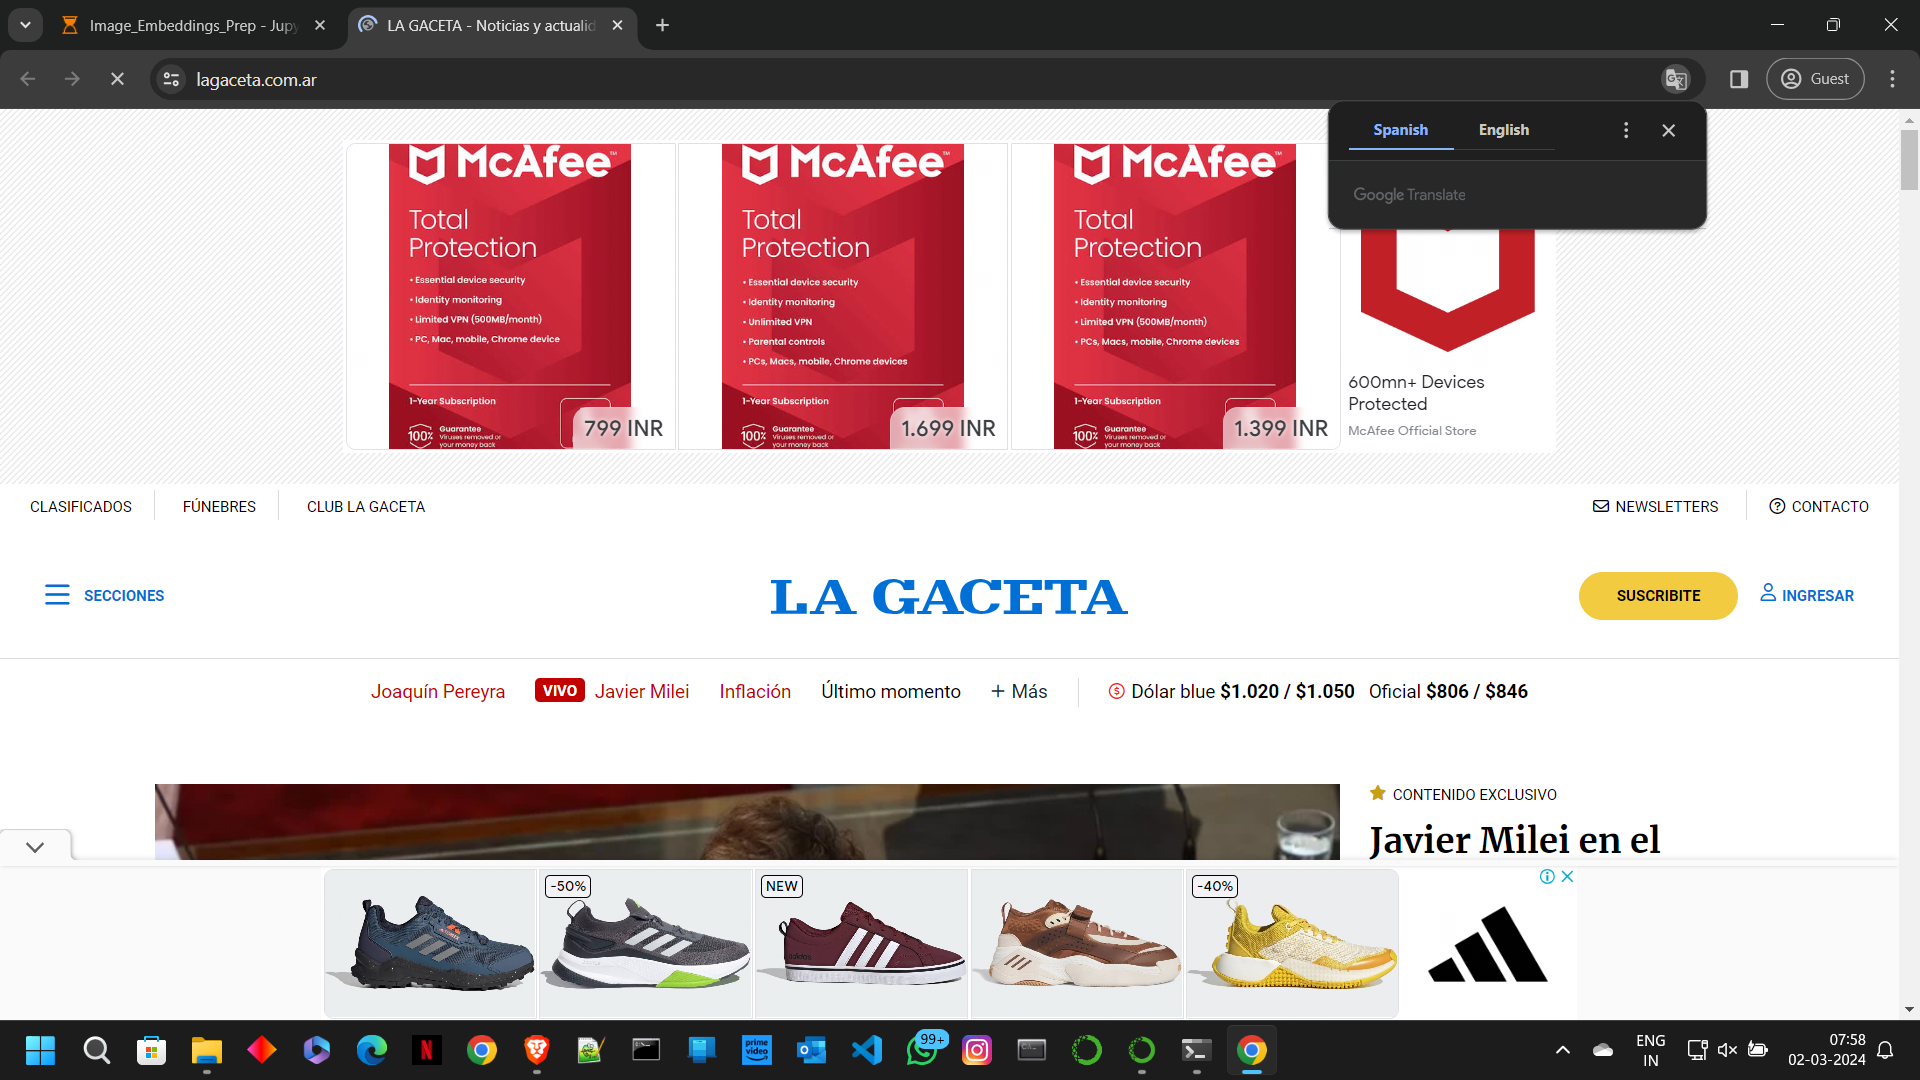 Image_Embeddings_Prep - Jupy
LA GACETA - Noticias y actualid
lagaceta.com.ar
Guest
Spanish
English
Google Translate
McAfee™
Total
Protection
• Essential device security
• Identity monitoring
• Limited VPN (500MB/month)
• PC, Mac, mobile, Chrome device
1-Year Subscription
100% Guarantee
Viruses removed or
your money back
799 INR
McAfee™
Total
Protection
• Essential device security
• Identity monitoring
• Unlimited VPN
• Parental controls
• PCs, Macs, mobile, Chrome devices
1-Year Subscription
100% Guarantee
Viruses removed or
your money back
1.699 INR
McAfee™
Total
Protection
• Essential device security
• Identity monitoring
• Limited VPN (500MB/month)
• PCs, Macs, mobile, Chrome devices
1-Year Subscription
100% Guarantee
Viruses removed or
your money back
1.399 INR
600mn+ Devices
Protected
McAfee Official Store
CLASIFICADOS
FÚNEBRES
CLUB LA GACETA
NEWSLETTERS
CONTACTO
SECCIONES
LA GACETA
SUSCRIBITE
INGRESAR
Joaquín Pereyra
VIVO Javier Milei
Inflación
Último momento
+ Más
Dólar blue $1.020 / $1.050 Oficial $806 / $846
CONTENIDO EXCLUSIVO
Javier Milei en el
-50%
NEW
-40%
adidas
prime
video
99+
ENG
IN
07:58
02-03-2024